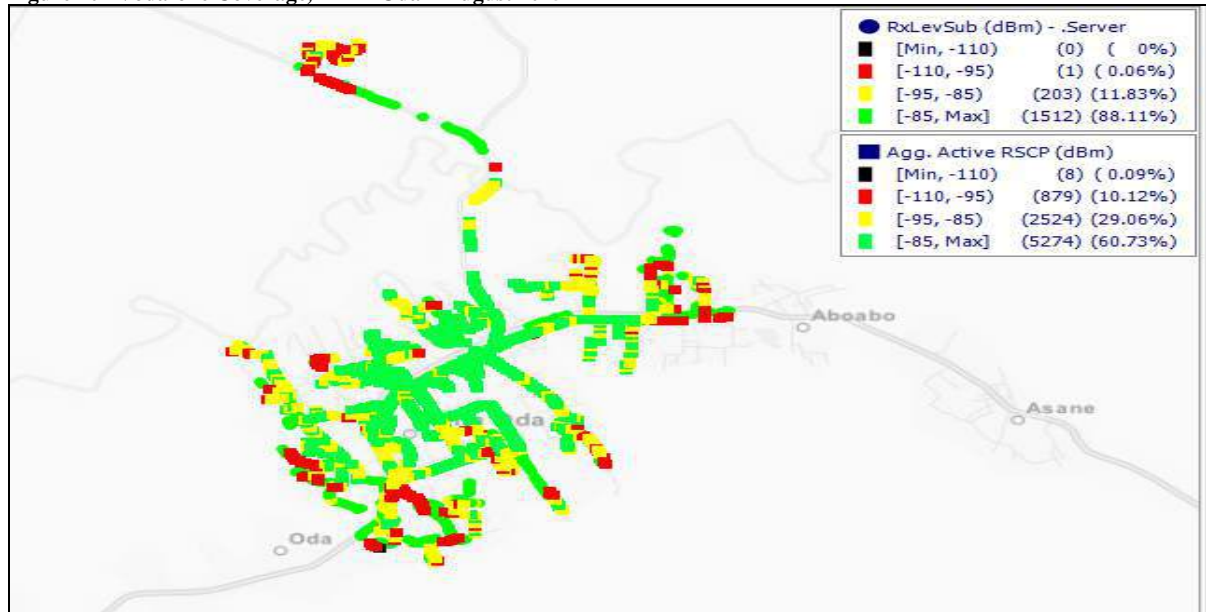 RxLevSub (dBm) - .Server
[Min, -110) (0) ( 0%)
[-110, -95) (1) ( 0.06%)
[-95, -85) (203) (11.83%)
[-85, Max] (1512) (88.11%)
Agg. Active RSCP (dBm)
[Min, -110) (8) ( 0.09%)
[-110, -95) (879) (10.12%)
[-95, -85) (2524) (29.06%)
[-85, Max] (5274) (60.73%)
Aboabo
Asane
Oda